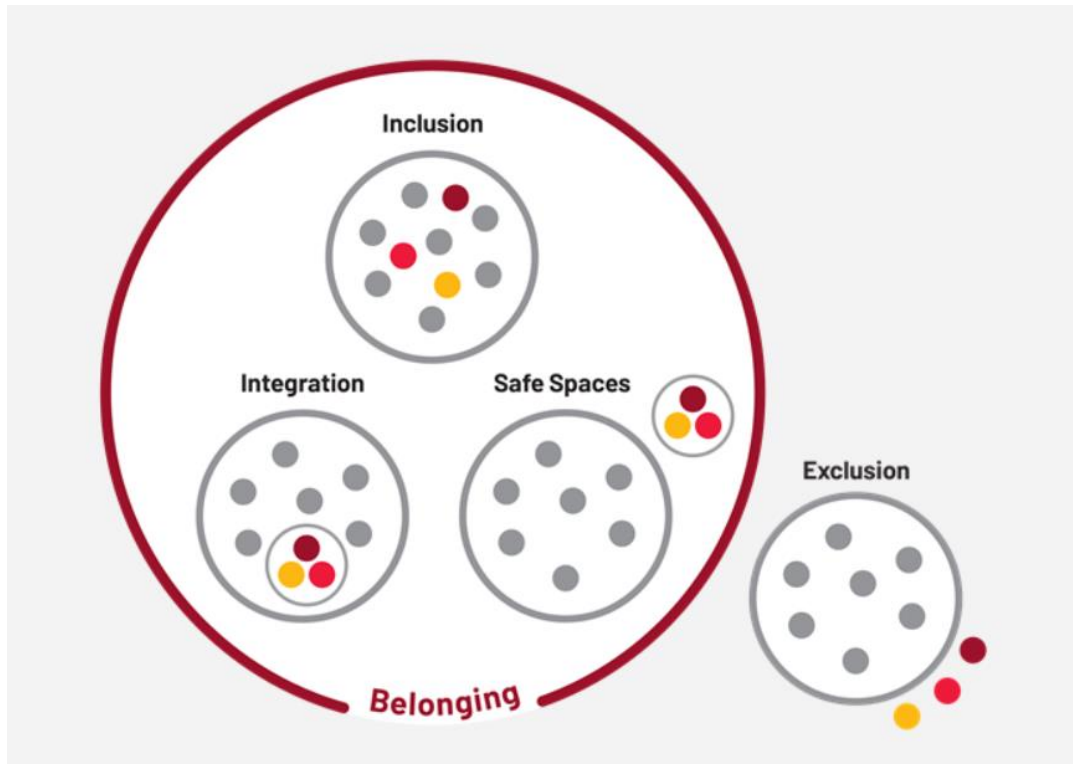 Inclusion
Integration
Safe Spaces
Exclusion
Belonging